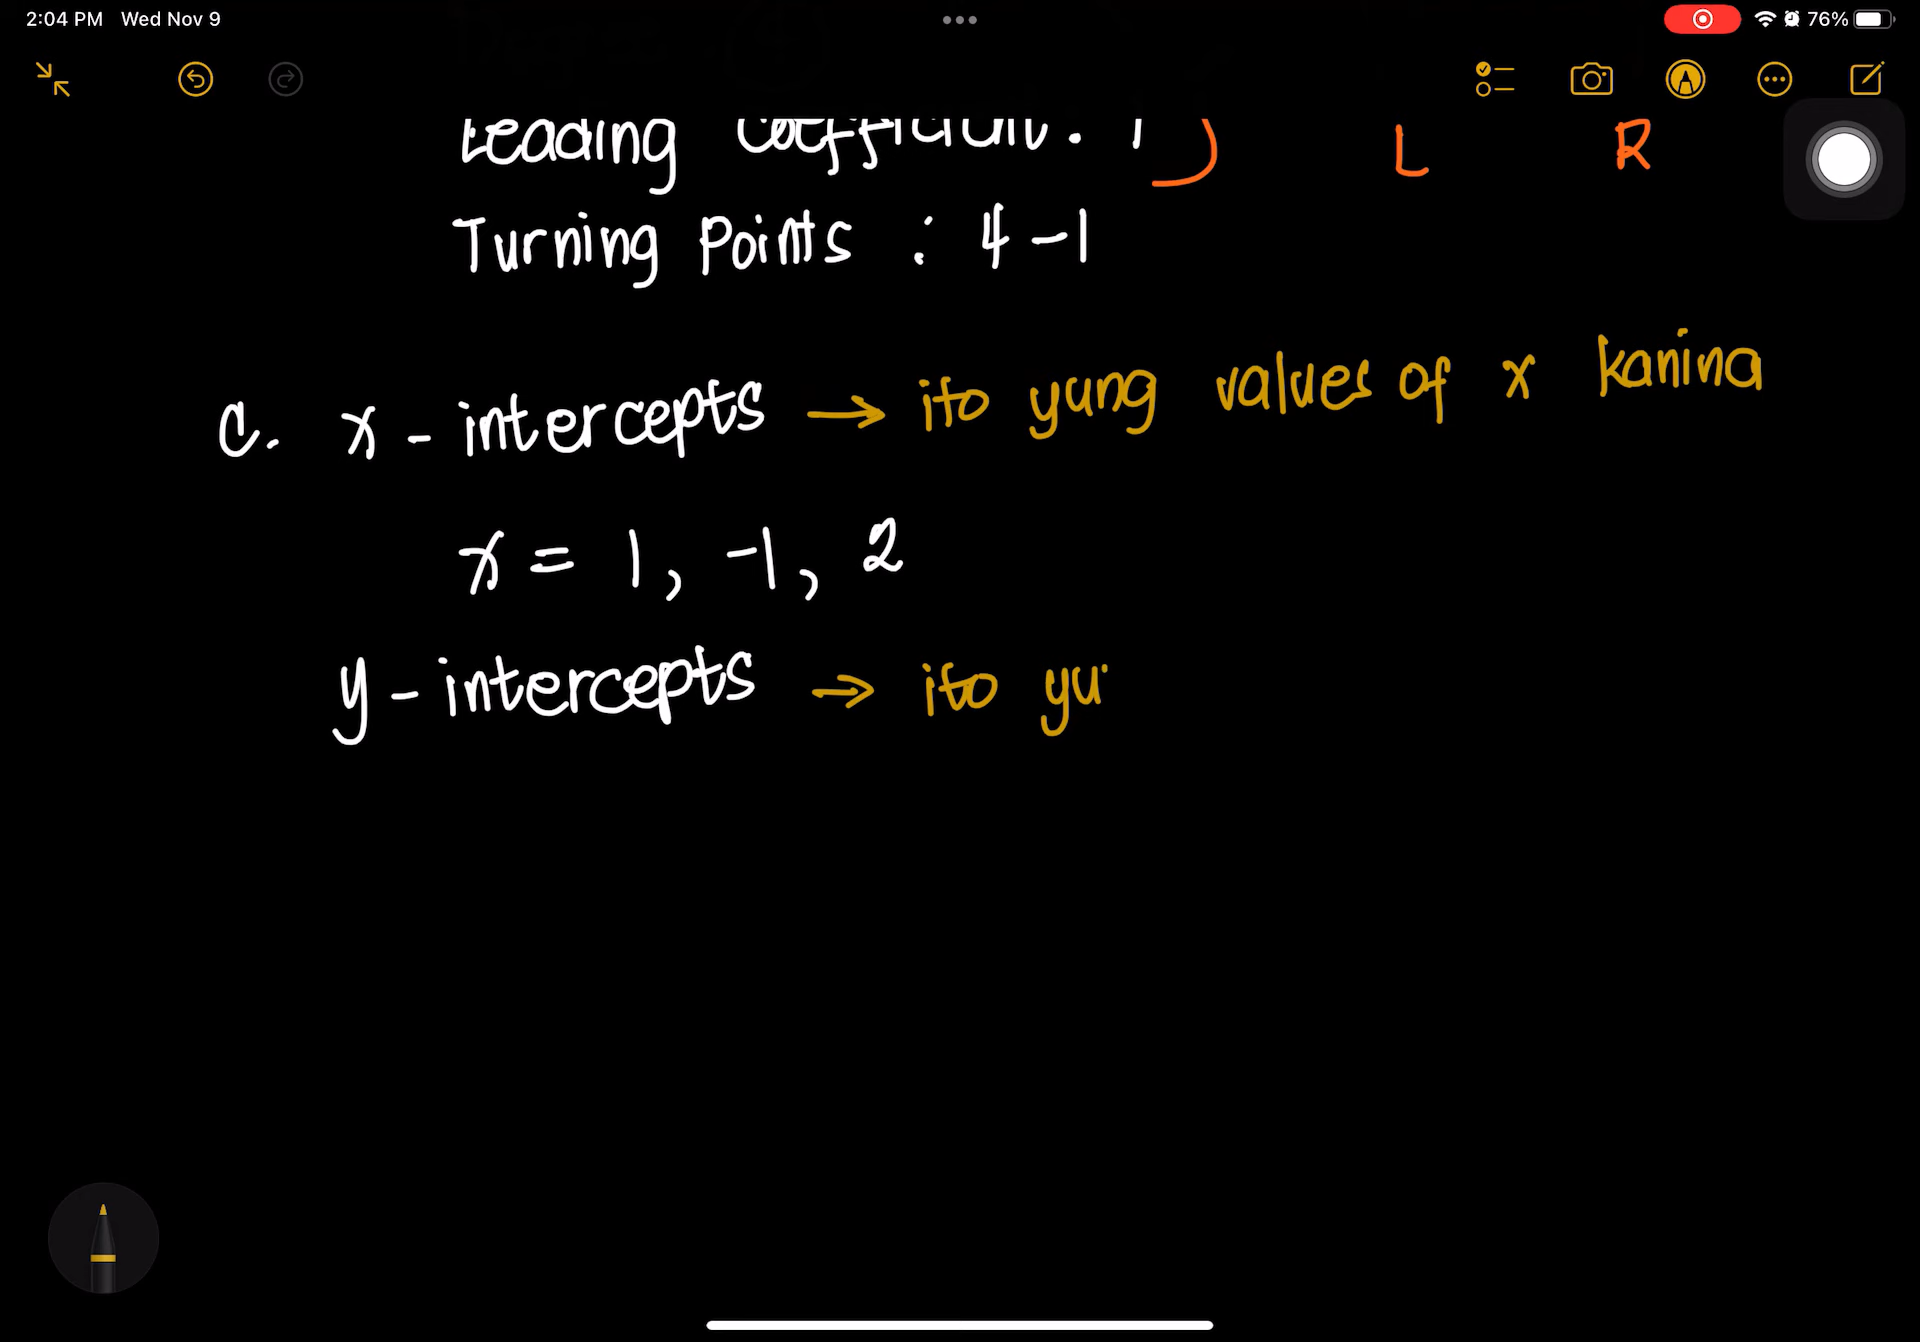 2:04 PM Wed Nov 9
76%
Leading Coefficient: 1
L R
Turning Points : 4-1
c. x - intercepts → ito yung values of x kanina
x = 1, -1, 2
y - intercepts → ito yu